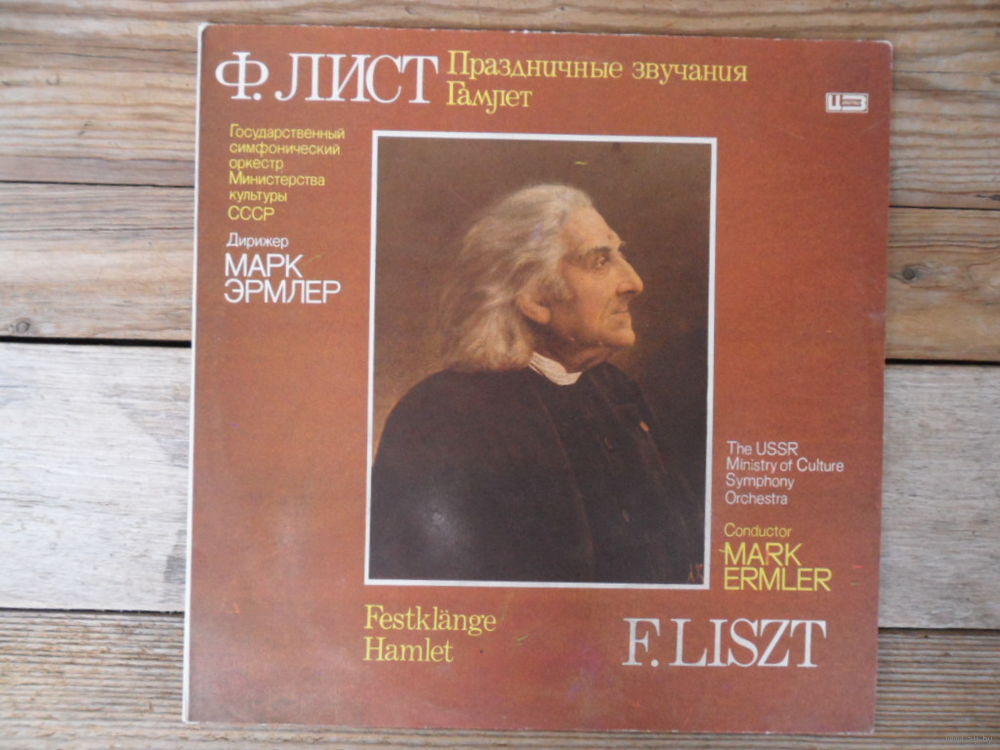 Ф. ЛИСТ
Праздничные звучания
Гамлет
ЦЗ
Государственный
симфонический
оркестр
Министерства
культуры
СССР
Дирижер
МАРК
ЭРМЛЕР
The USSR
Ministry of Culture
Symphony
Orchestra
Conductor
MARK
ERMLER
Festklänge
Hamlet
F. LISZT